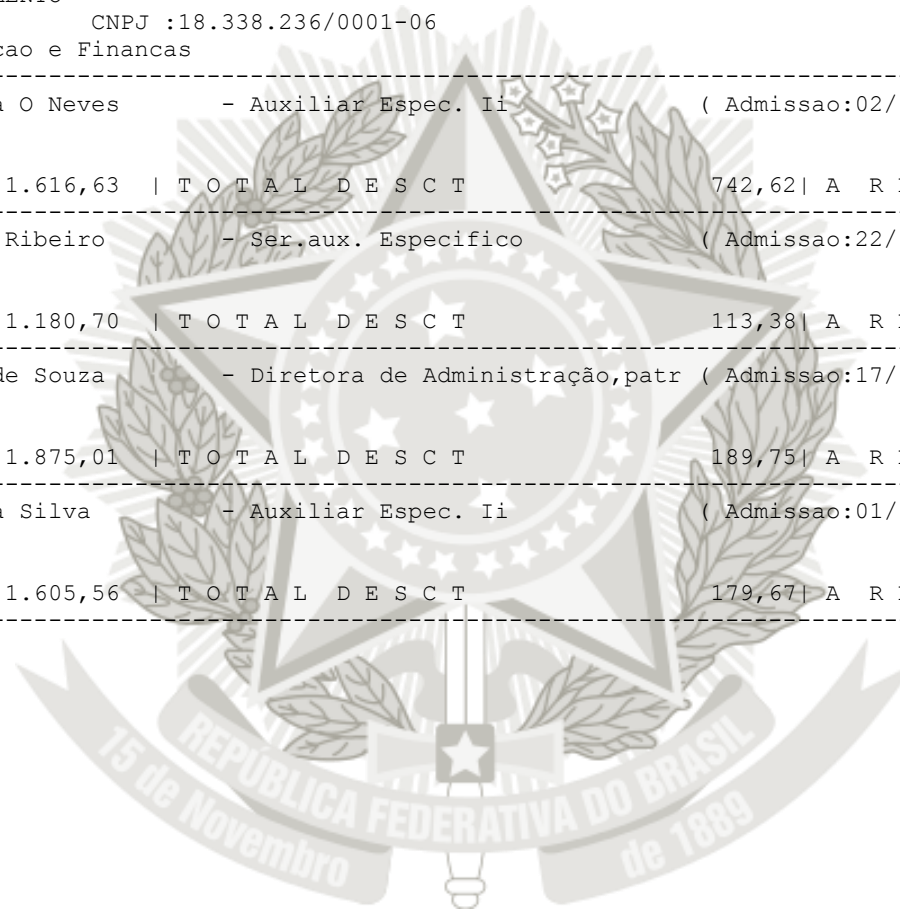 CNPJ :18.338.236/0001-06
cao e Financas
a O Neves - Auxiliar Espec. Ii ( Admissao:02/
1.616,63 | T O T A L D E S C T 742,62| A R
Ribeiro - Ser.aux. Especifico ( Admissao:22/
1.180,70 | T O T A L D E S C T 113,38| A R
de Souza - Diretora de Administração,patr ( Admissao:17/
1.875,01 | T O T A L D E S C T 189,75| A R
a Silva - Auxiliar Espec. Ii ( Admissao:01/
1.605,56 | T O T A L D E S C T 179,67| A R
REPÚBLICA FEDERATIVA DO BRASIL
15 de Novembro de 1889